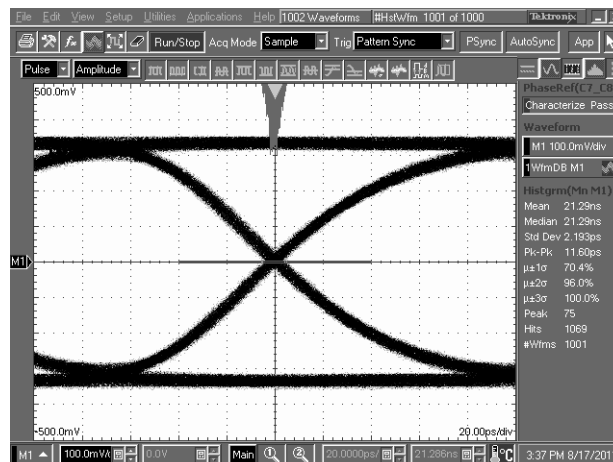 File Edit View Setup Utilities Applications Help 1002 Waveforms #HstWfm 1001 of 1000 Tektronix
Run/Stop Acq Mode Sample Trig Pattern Sync PSync AutoSync App
Pulse Amplitude
500.0mV
M1
-500.0mV
20.00ps/div
PhaseRef(C7_C8
Characterize Pass
Waveform
M1 100.0mV/div
1WfmDB M1
Histgrm(Mn M1)
Mean 21.29ns
Median 21.29ns
Std Dev 2.193ps
Pk-Pk 11.60ps
µ±1σ 70.4%
µ±2σ 96.0%
µ±3σ 100.0%
Peak 75
Hits 1069
#Wfms 1001
M1 100.0mV/ 0.0V Main 1 2 20.0000ps/ 21.286ns °C 3:37 PM 8/17/201